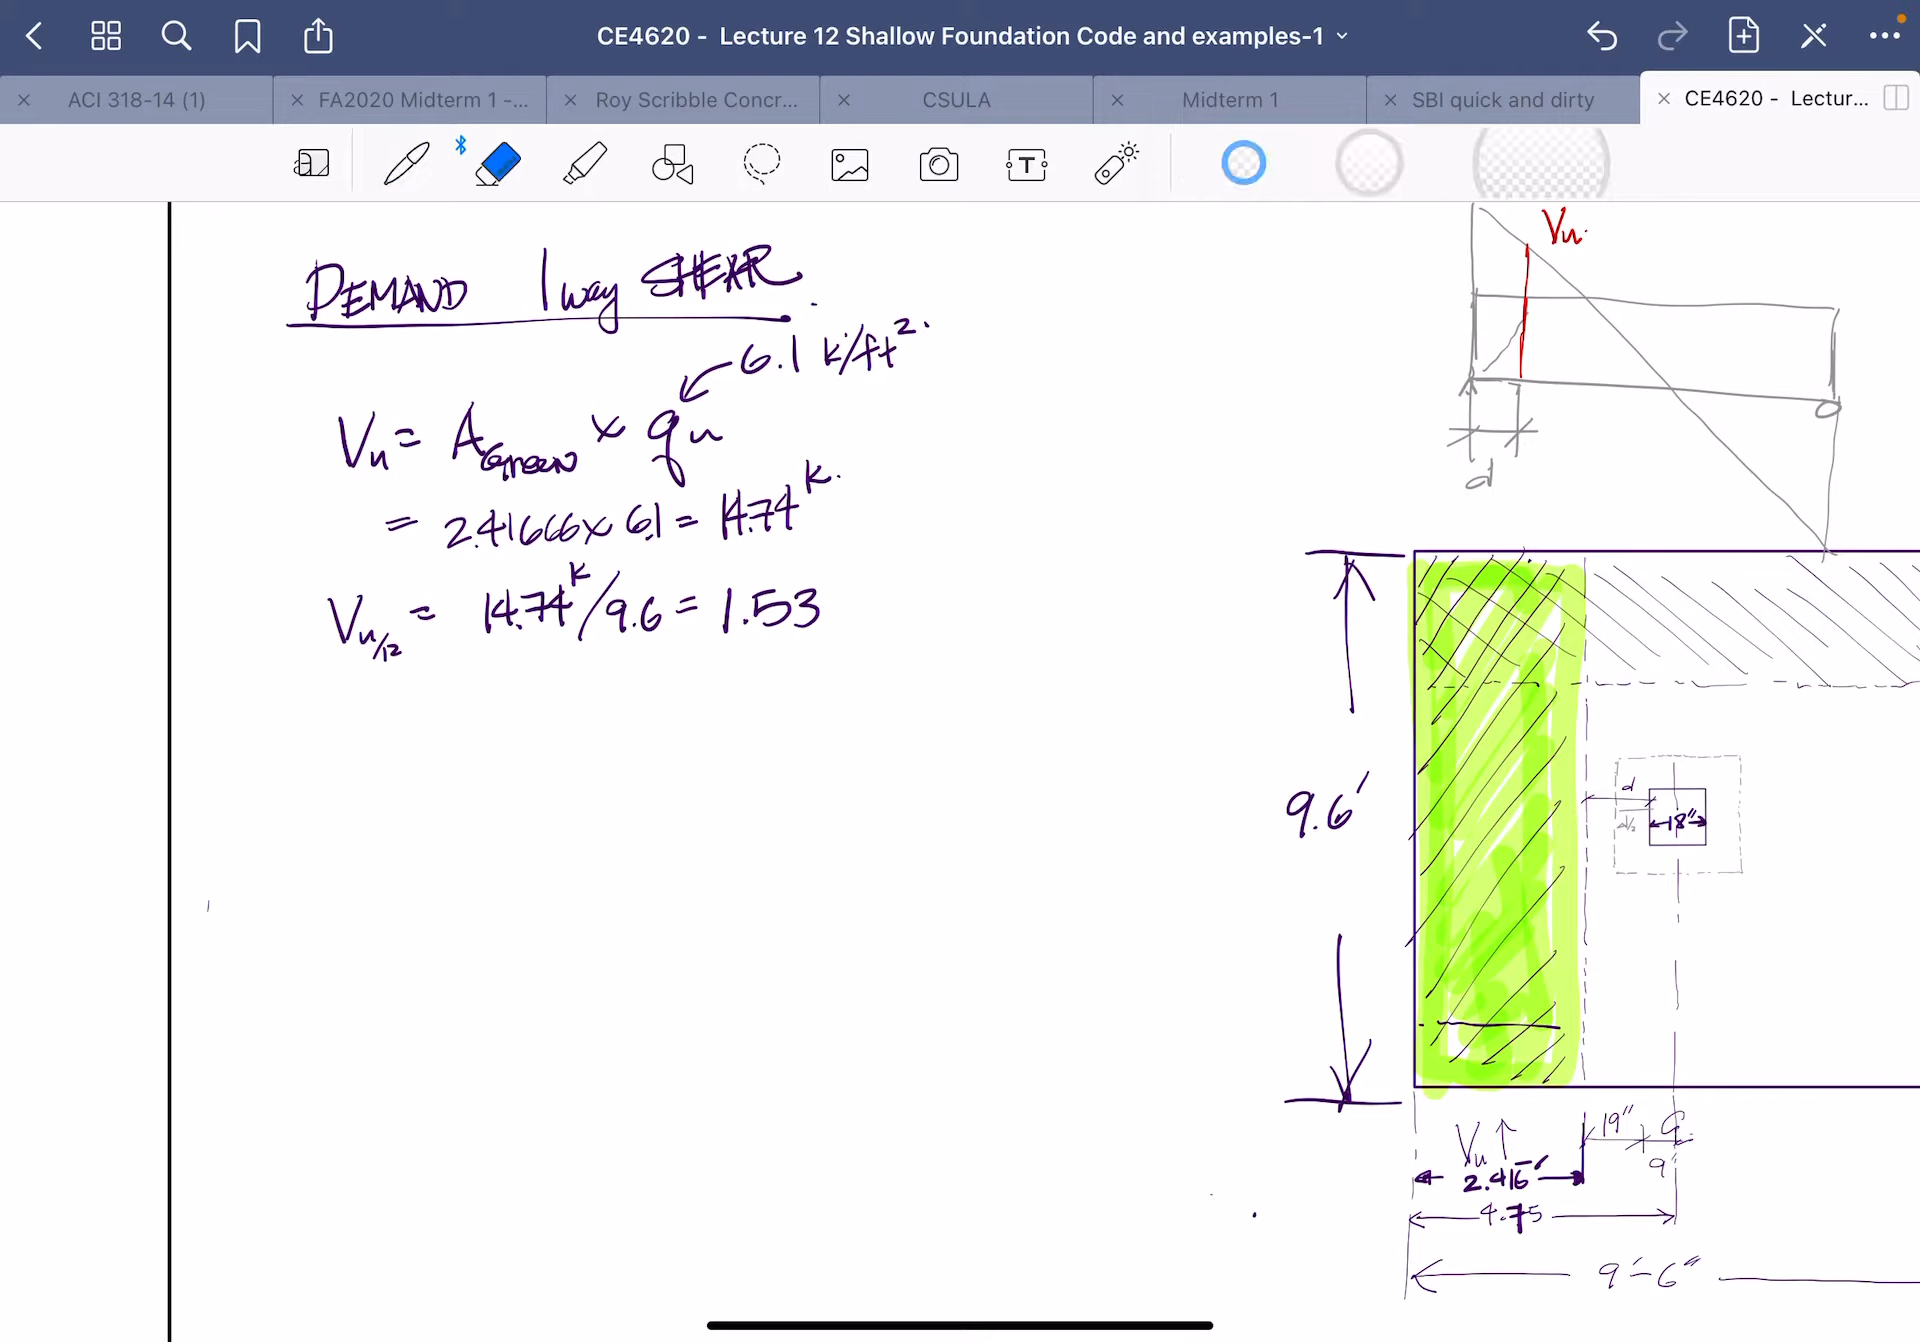 CE4620 - Lecture 12 Shallow Foundation Code and examples-1
ACI 318-14 (1)
FA2020 Midterm 1 -...
Roy Scribble Concr...
CSULA
Midterm 1
SBI quick and dirty
CE4620 - Lectur...
DEMAND 1 way SHEAR
6.1 k/ft².
Vu = AGreen × qu
= 2.41666 × 6.1 = 14.74 k.
Vu/12 = 14.74 k / 9.6 = 1.53
Vu.
d
9.6'
d
d/2
18"
Vu
19"
9"
2.416'
4.75
9'-6"